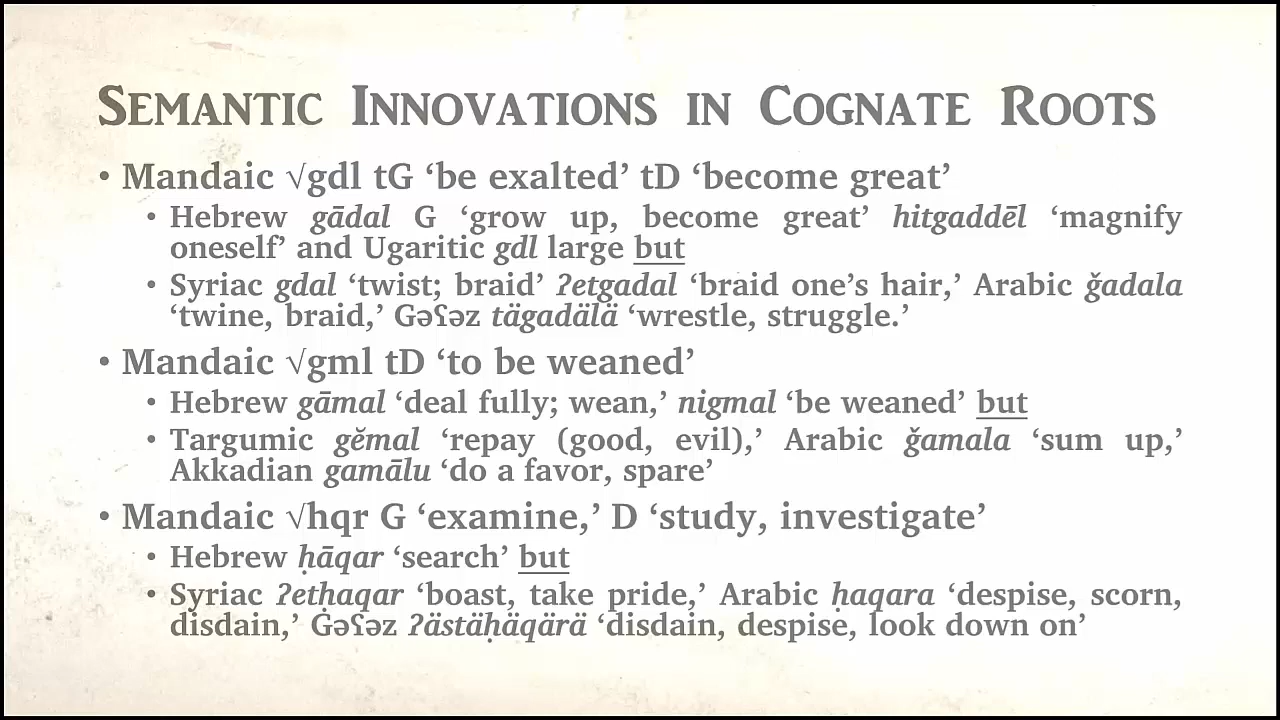 Semantic Innovations in Cognate Roots
• Mandaic √gdl tG ‘be exalted’ tD ‘become great’
• Hebrew gādal G ‘grow up, become great’ hitgaddēl ‘magnify
oneself’ and Ugaritic gdl large but
• Syriac gdal ‘twist; braid’ ʔetgadal ‘braid one’s hair,’ Arabic ǧadala
‘twine, braid,’ Gəʕəz tägadälä ‘wrestle, struggle.’
• Mandaic √gml tD ‘to be weaned’
• Hebrew gāmal ‘deal fully; wean,’ nigmal ‘be weaned’ but
• Targumic gĕmal ‘repay (good, evil),’ Arabic ǧamala ‘sum up,’
Akkadian gamālu ‘do a favor, spare’
• Mandaic √hqr G ‘examine,’ D ‘study, investigate’
• Hebrew ḥāqar ‘search’ but
• Syriac ʔetḥaqar ‘boast, take pride,’ Arabic ḥaqara ‘despise, scorn,
disdain,’ Gəʕəz ʔästäḥäqärä ‘disdain, despise, look down on’